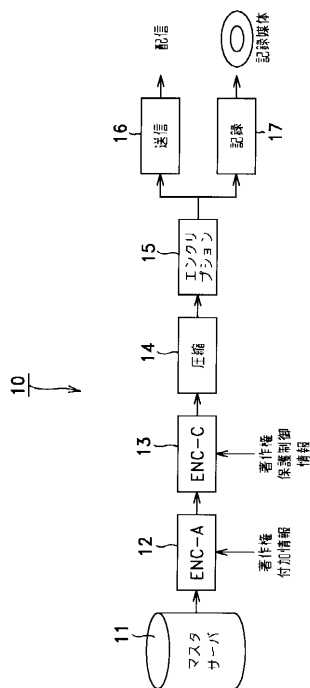 10
11
マスタ
サーバ
12
ENC-A
著作権
付加情報
13
ENC-C
著作権
保護制御
情報
14
圧縮
15
エンクリ
プション
16
送信
配信
17
記録
記録媒体